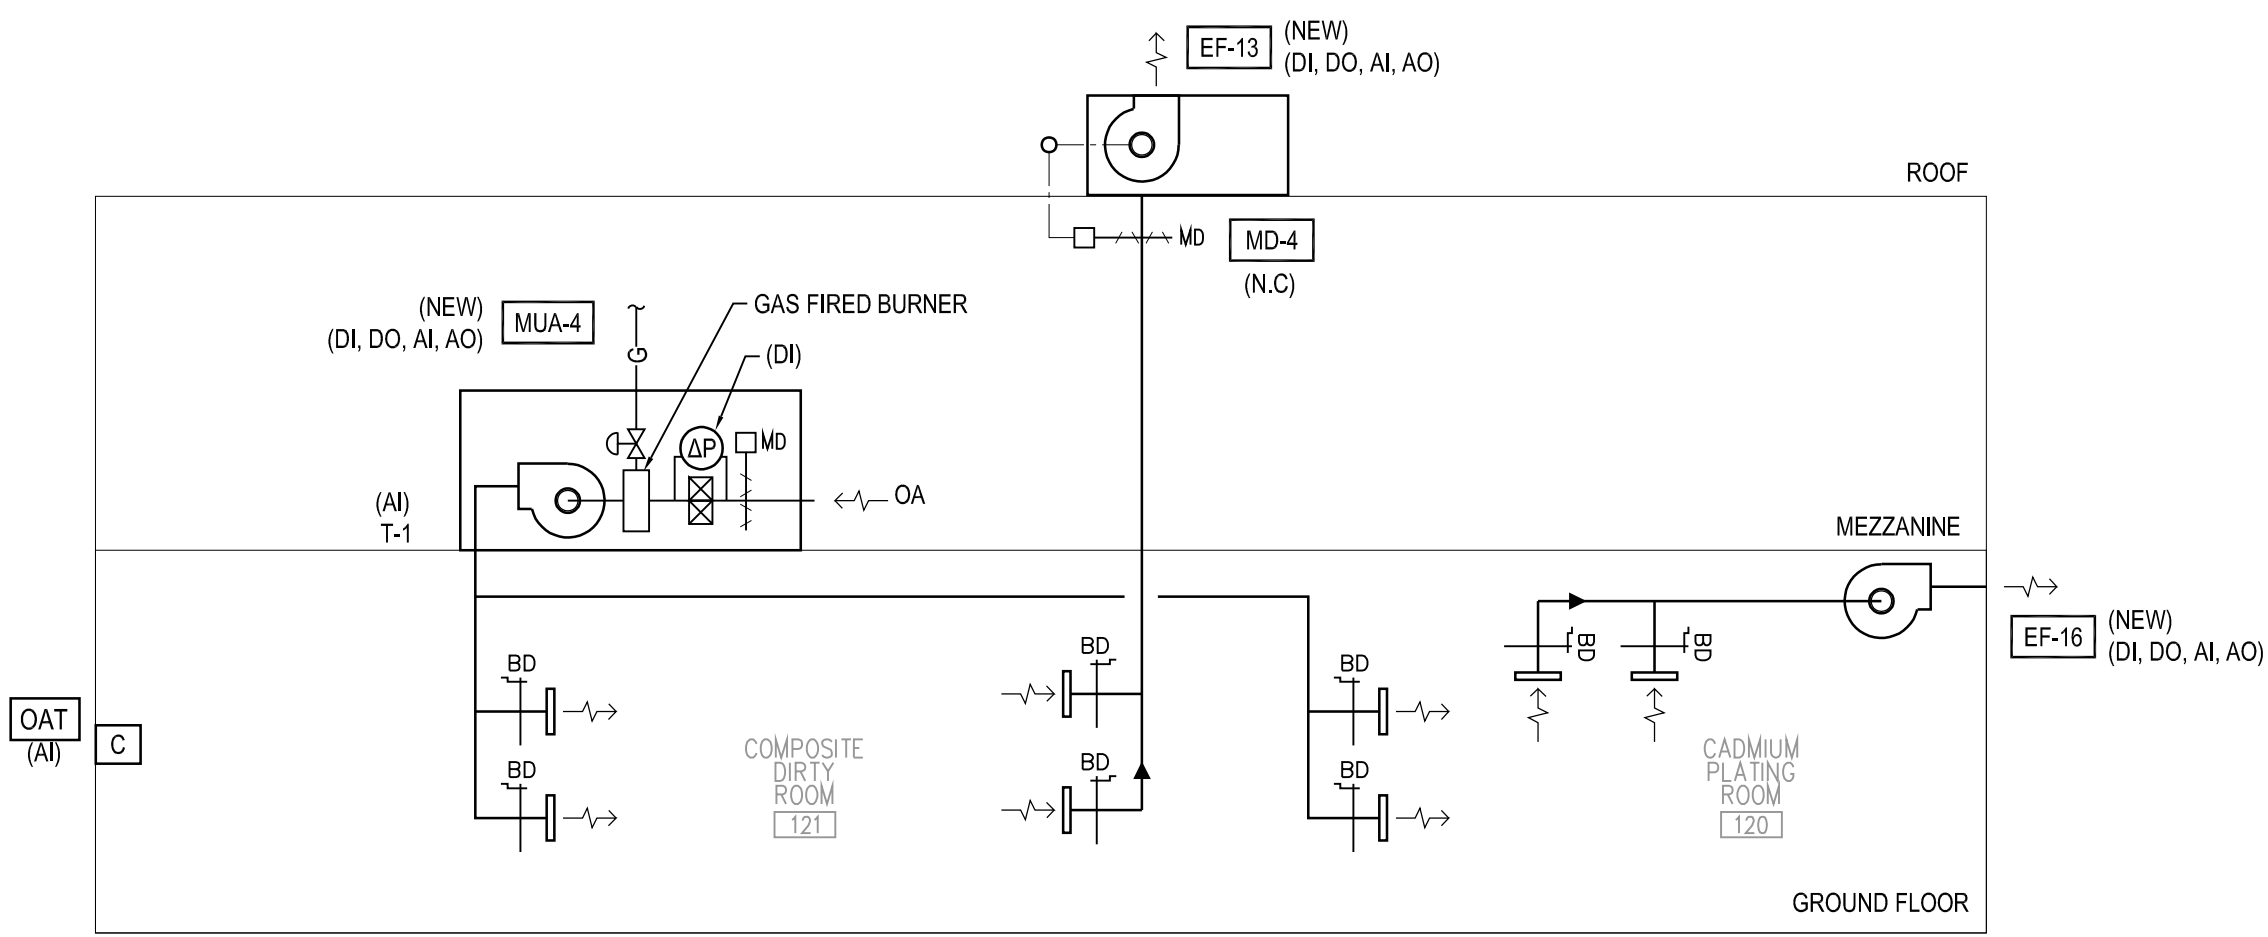 EF-13
(NEW)
(DI, DO, AI, AO)
ROOF
MD
MD-4
(N.C)
(NEW)
(DI, DO, AI, AO)
MUA-4
GAS FIRED BURNER
G
(DI)
ΔP
MD
OA
(AI)
T-1
MEZZANINE
EF-16
(NEW)
(DI, DO, AI, AO)
BD
BD
BD
BD
BD
BD
BD
BD
OAT
(AI)
C
COMPOSITE
DIRTY
ROOM
121
CADMIUM
PLATING
ROOM
120
GROUND FLOOR